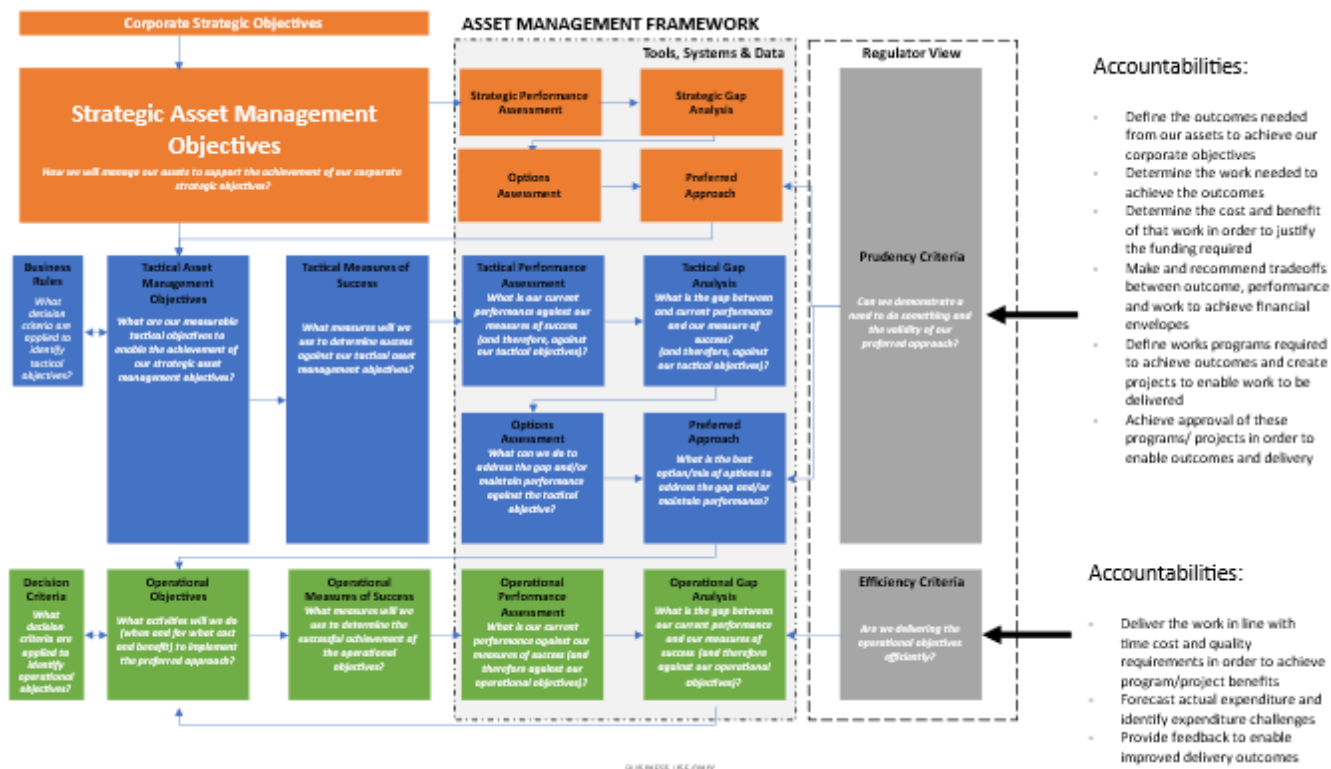 Corporate Strategic Objectives
ASSET MANAGEMENT FRAMEWORK
Tools, Systems & Data
Regulator View
Strategic Asset Management
Objectives
How we will manage our assets to support the achievement of our corporate
strategic objectives?
Strategic Performance
Assessment
Strategic Gap
Analysis
Options
Assessment
Preferred
Approach
Business
Rules
What
decision
criteria are
applied to
identify
tactical
objectives?
Tactical Asset
Management
Objectives
What are our measurable
tactical objectives to
enable the achievement of
our strategic asset
management objectives?
Tactical Measures of
Success
What measures will we
use to determine success
against our tactical asset
management objectives?
Tactical Performance
Assessment
What is our current
performance against our
measures of success
(and therefore, against
our tactical objectives)?
Tactical Gap
Analysis
What is the gap between
and current performance
and our measure of
success?
(and therefore, against
our tactical objectives)?
Options
Assessment
What can we do to
address the gap and/or
maintain performance
against the tactical
objective?
Preferred
Approach
What is the best
option/mix of options to
address the gap and/or
maintain performance?
Prudency Criteria
Can we demonstrate a
need to do something and
the validity of our
preferred approach?
Decision
Criteria
What
decision
criteria are
applied to
identify
operational
objectives?
Operational
Objectives
What activities will we do
(when and for what cost
and benefit) to implement
the preferred approach?
Operational
Measures of Success
What measures will we
use to determine the
successful achievement of
the operational objectives?
Operational
Performance
Assessment
What is our current
performance against our
measures of success (and
therefore against our
operational objectives)?
Operational Gap
Analysis
What is the gap between
our current performance
and our measures of
success (and therefore
against our operational
objectives)?
Efficiency Criteria
Are we delivering the
operational objectives
efficiently?
Accountabilities:
- Define the outcomes needed
from our assets to achieve our
corporate objectives
- Determine the work needed to
achieve the outcomes
- Determine the cost and benefit
of that work in order to justify
the funding required
- Make and recommend tradeoffs
between outcome, performance
and work to achieve financial
envelopes
- Define works programs required
to achieve outcomes and create
projects to enable work to be
delivered
- Achieve approval of these
programs/ projects in order to
enable outcomes and delivery
Accountabilities:
- Deliver the work in line with
time cost and quality
requirements in order to achieve
program/project benefits
- Forecast actual expenditure and
identify expenditure challenges
- Provide feedback to enable
improved delivery outcomes
BUSINESS USE ONLY